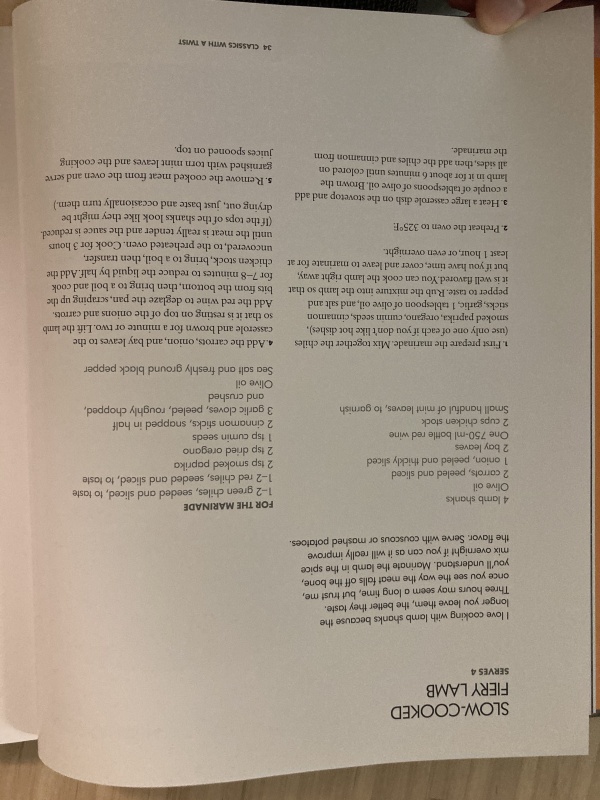 SLOW-COOKED
FIERY LAMB
SERVES 4
I love cooking with lamb shanks because the
longer you leave them, the better they taste.
Three hours may seem a long time, but trust me,
once you see the way the meat falls off the bone,
you'll understand. Marinate the lamb in the spice
mix overnight if you can as it will really improve
the flavor. Serve with couscous or mashed potatoes.
4 lamb shanks
Olive oil
2 carrots, peeled and sliced
1 onion, peeled and thickly sliced
2 bay leaves
One 750-ml bottle red wine
2 cups chicken stock
Small handful of mint leaves, to garnish
FOR THE MARINADE
1–2 green chiles, seeded and sliced, to taste
1–2 red chiles, seeded and sliced, to taste
2 tsp smoked paprika
2 tsp dried oregano
1 tsp cumin seeds
2 cinnamon sticks, snapped in half
3 garlic cloves, peeled, roughly chopped,
and crushed
Olive oil
Sea salt and freshly ground black pepper
1. First prepare the marinade. Mix together the chiles
(use only one of each if you don't like hot dishes),
smoked paprika, oregano, cumin seeds, cinnamon
sticks, garlic, 1 tablespoon of olive oil, and salt and
pepper to taste. Rub the mixture into the lamb so that
it is well flavored. You can cook the lamb right away,
but if you have time, cover and leave to marinate for at
least 1 hour, or even overnight.
2. Preheat the oven to 325°F.
3. Heat a large casserole dish on the stovetop and add
a couple of tablespoons of olive oil. Brown the
lamb in it for about 6 minutes until colored on
all sides, then add the chiles and cinnamon from
the marinade.
4. Add the carrots, onion, and bay leaves to the
casserole and brown for a minute or two. Lift the lamb
so that it is resting on top of the onions and carrots.
Add the red wine to deglaze the pan, scraping up the
bits from the bottom, then bring to a boil and cook
for 7–8 minutes to reduce the liquid by half. Add the
chicken stock, bring to a boil, then transfer,
uncovered, to the preheated oven. Cook for 3 hours
until the meat is really tender and the sauce is reduced.
(If the tops of the shanks look like they might be
drying out, just baste and occasionally turn them.)
5. Remove the cooked meat from the oven and serve
garnished with torn mint leaves and the cooking
juices spooned on top.
34 CLASSICS WITH A TWIST